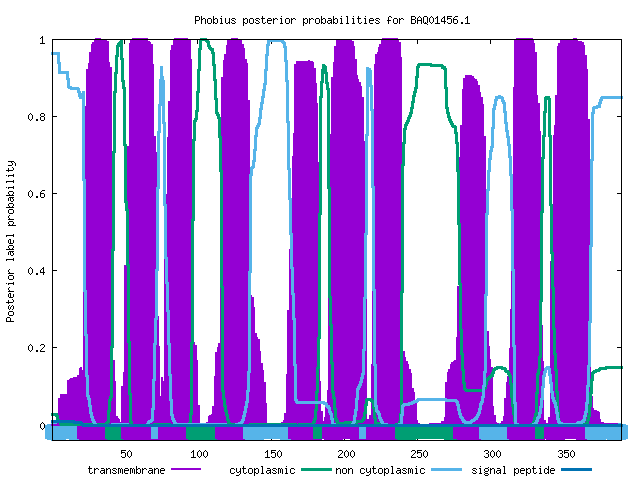 Phobius posterior probabilities for BAQ01456.1
1
0.8
0.6
0.4
0.2
0
Posterior label probability
50 100 150 200 250 300 350
transmembrane cytoplasmic non cytoplasmic signal peptide